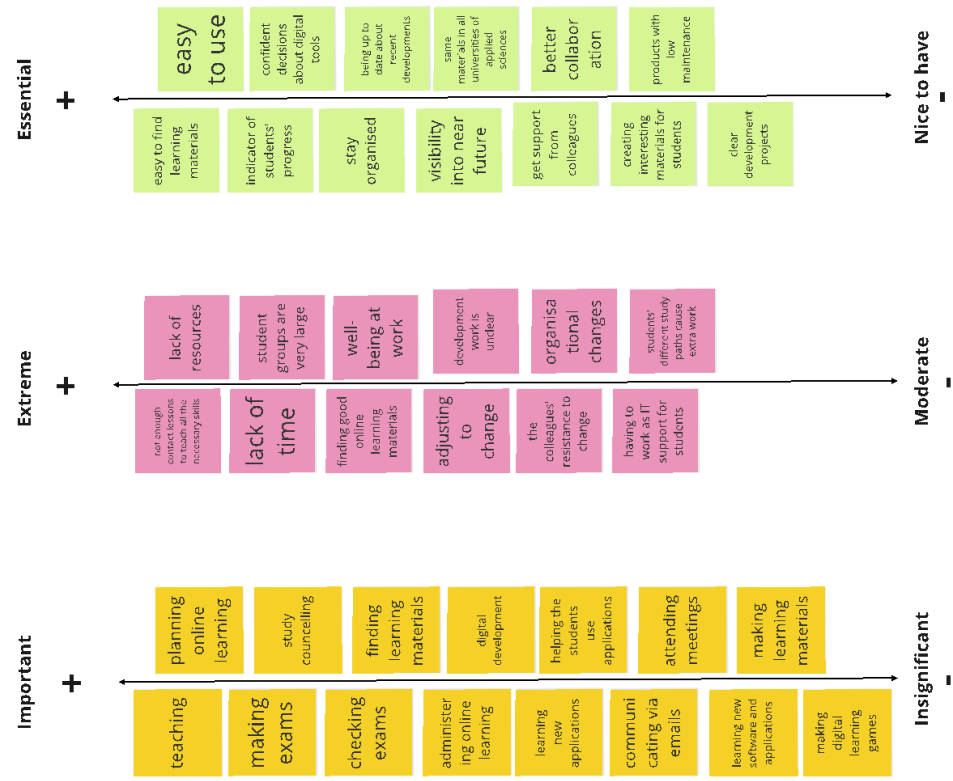 Important
+
teaching
planning
online
learning
making
exams
study
councelling
checking
exams
finding
learning
materials
administer
ing online
learning
digital
development
learning
new
applications
helping the
students
use
applications
communi
cating via
emails
attending
meetings
learning new
software and
applications
making
learning
materials
making
digital
learning
games
Insignificant
-
Extreme
+
not enough
contact lessons
to teach all the
necessary skills
lack of
resources
lack of
time
student
groups are
very large
finding good
online
learning
materials
well-
being at
work
adjusting
to
change
development
work is
unclear
the
colleagues'
resistance to
change
organisa
tional
changes
having to
work as IT
support for
students
students'
different study
paths cause
extra work
Moderate
-
Essential
+
easy to find
learning
materials
easy
to use
indicator of
students'
progress
confident
decisions
about digital
tools
stay
organised
being up to
date about
recent
developments
visibility
into near
future
same
materials in all
universities of
applied
sciences
get support
from
colleagues
better
collabor
ation
creating
interesting
materials for
students
products with
low
maintenance
clear
development
projects
Nice to have
-